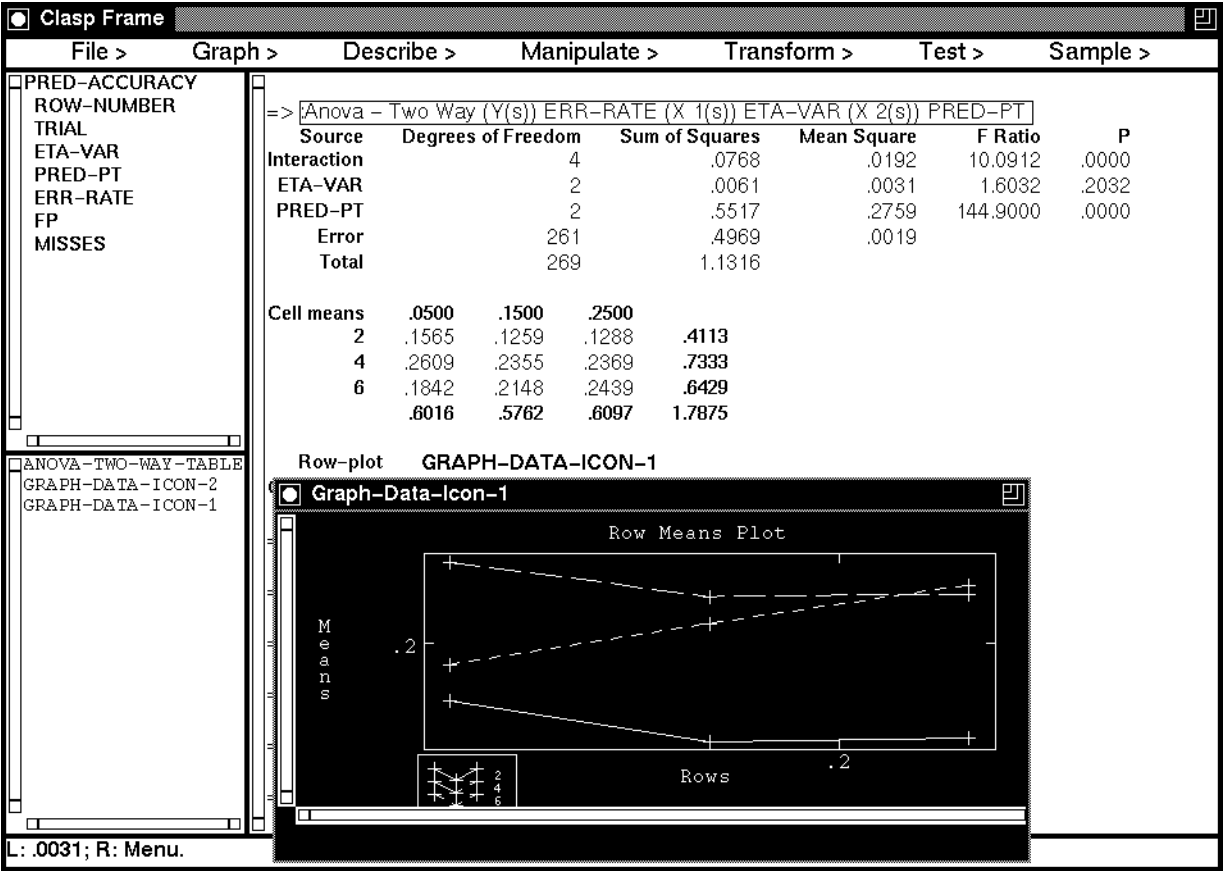 Clasp Frame
File > Graph > Describe > Manipulate > Transform > Test > Sample >
PRED-ACCURACY
ROW-NUMBER
TRIAL
ETA-VAR
PRED-PT
ERR-RATE
FP
MISSES
ANOVA-TWO-WAY-TABLE
GRAPH-DATA-ICON-2
GRAPH-DATA-ICON-1
=> :Anova - Two Way (Y(s)) ERR-RATE (X 1(s)) ETA-VAR (X 2(s)) PRED-PT
Source Degrees of Freedom Sum of Squares Mean Square F Ratio P
Interaction 4 .0768 .0192 10.0912 .0000
ETA-VAR 2 .0061 .0031 1.6032 .2032
PRED-PT 2 .5517 .2759 144.9000 .0000
Error 261 .4969 .0019
Total 269 1.1316
Cell means .0500 .1500 .2500
2 .1565 .1259 .1288 .4113
4 .2609 .2355 .2369 .7333
6 .1842 .2148 .2439 .6429
.6016 .5762 .6097 1.7875
Row-plot GRAPH-DATA-ICON-1
Graph-Data-Icon-1
Row Means Plot
Means
.2
.2
Rows
2
4
6
L: .0031; R: Menu.